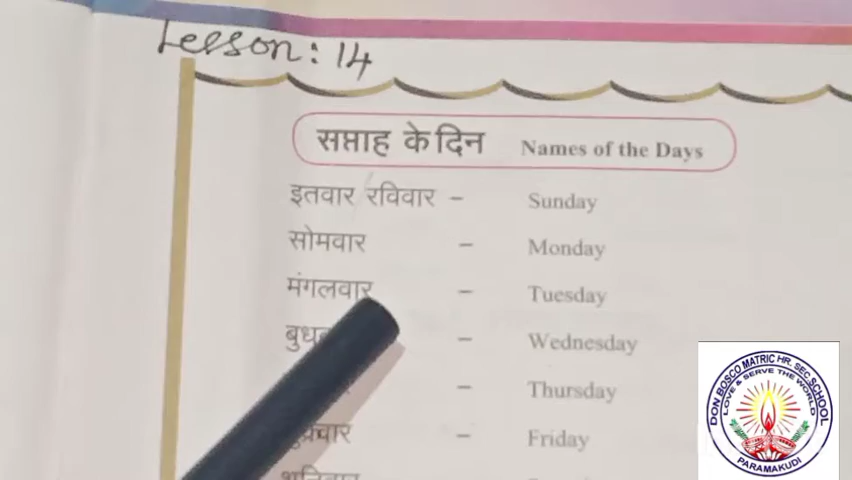 Lesson: 14
सप्ताह के दिन Names of the Days
इतवार रविवार - Sunday
सोमवार - Monday
मंगलवार - Tuesday
- Wednesday
- Thursday
- Friday
DON BOSCO MATRIC HR. SEC. SCHOOL
LOVE & SERVE THE WORLD
PARAMAKUDI